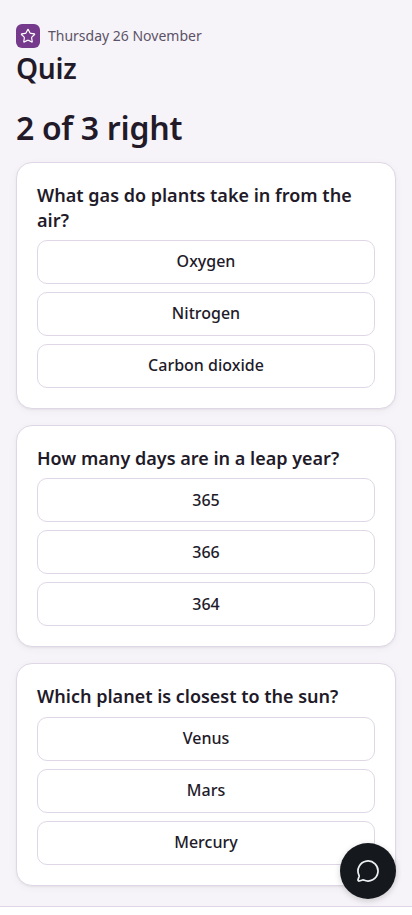 Thursday 26 November
Quiz
2 of 3 right
What gas do plants take in from the
air?
Oxygen
Nitrogen
Carbon dioxide
How many days are in a leap year?
365
366
364
Which planet is closest to the sun?
Venus
Mars
Mercury